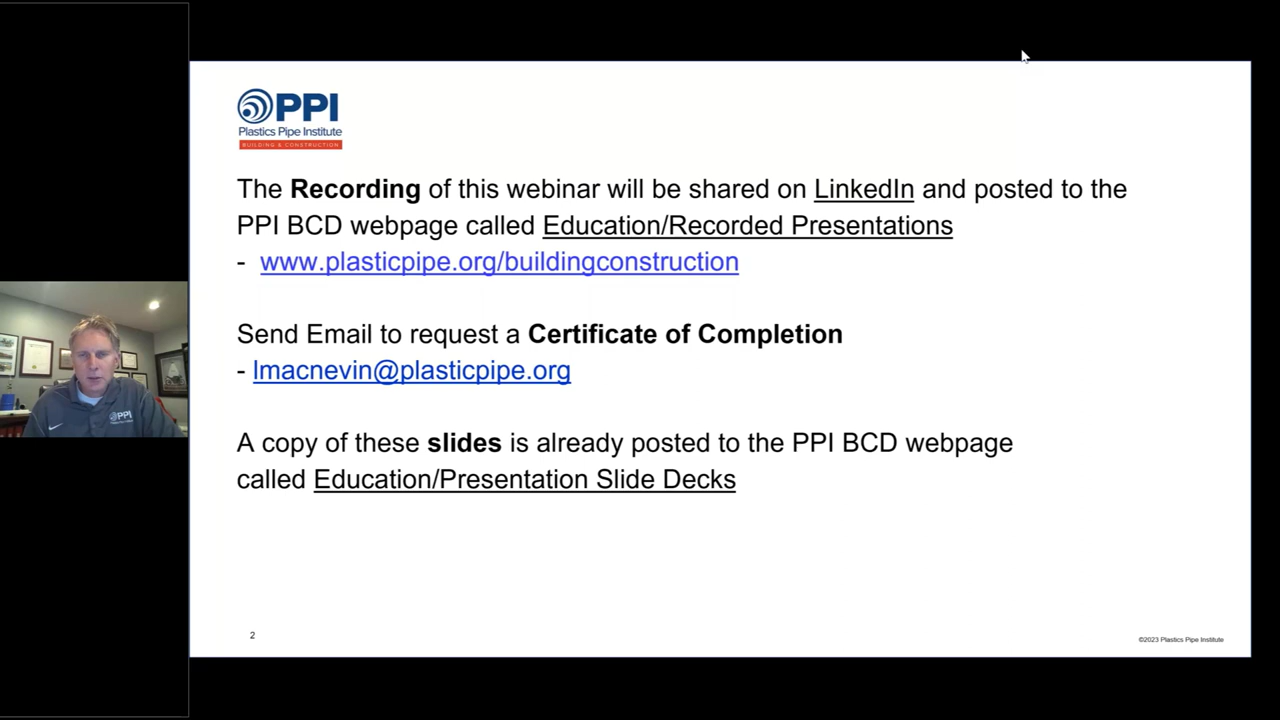 PPI
Plastics Pipe Institute
BUILDING & CONSTRUCTION
The Recording of this webinar will be shared on LinkedIn and posted to the
PPI BCD webpage called Education/Recorded Presentations
- www.plasticpipe.org/buildingconstruction
Send Email to request a Certificate of Completion
- lmacnevin@plasticpipe.org
PPI
A copy of these slides is already posted to the PPI BCD webpage
called Education/Presentation Slide Decks
2
©2023 Plastics Pipe Institute